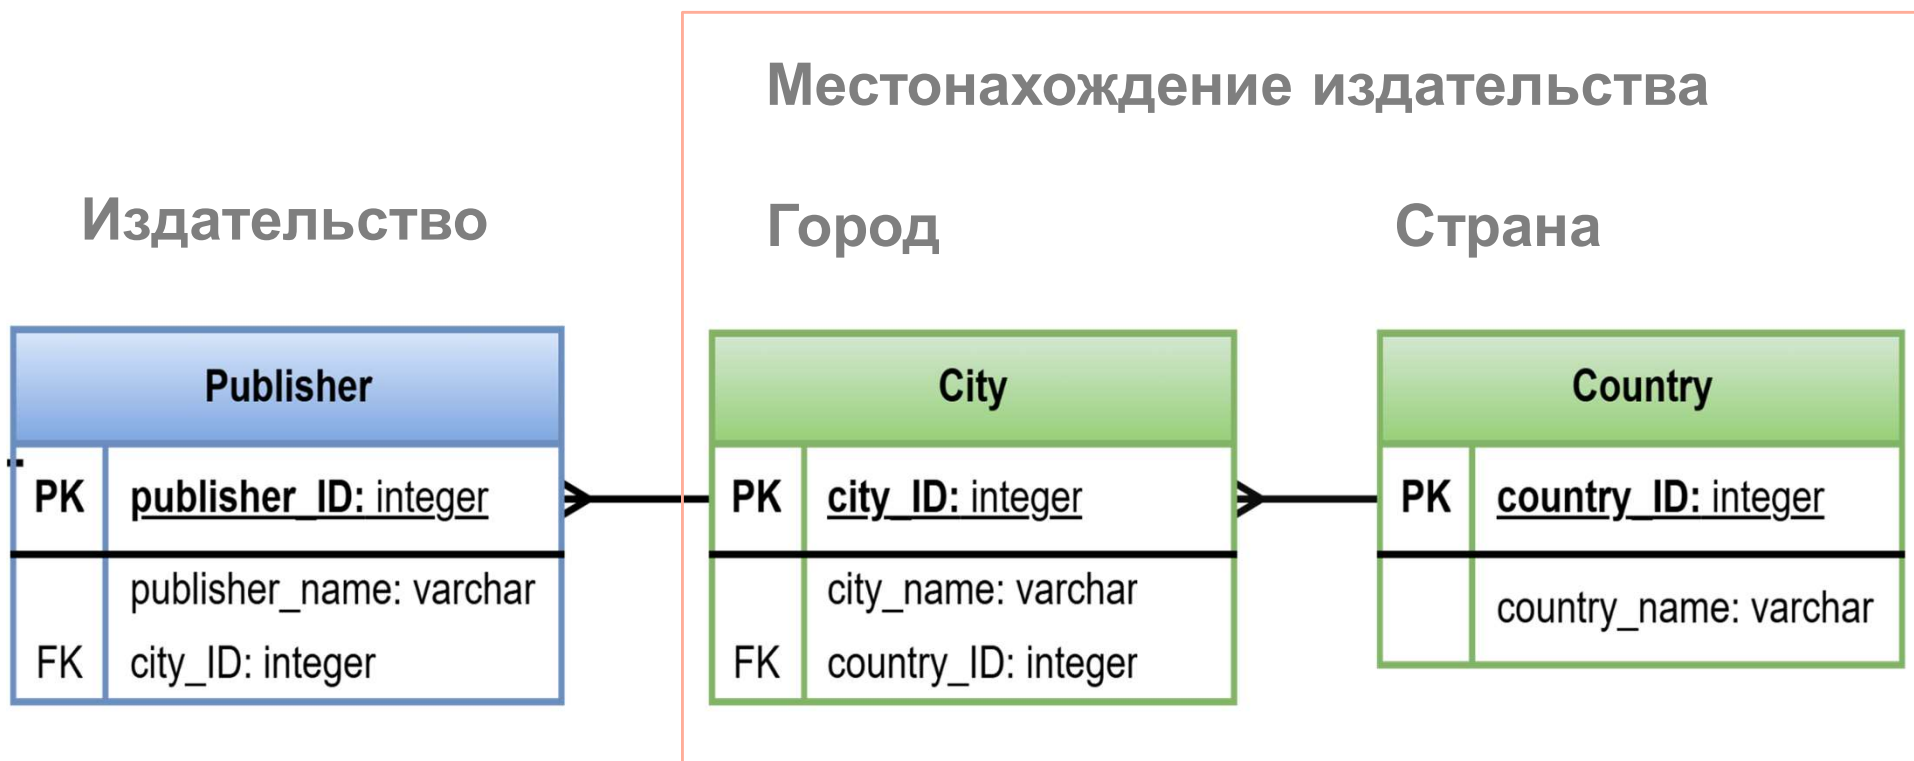 Местонахождение издательства
Издательство
Город
Страна
Publisher
PK publisher_ID: integer
publisher_name: varchar
FK city_ID: integer
City
PK city_ID: integer
city_name: varchar
FK country_ID: integer
Country
PK country_ID: integer
country_name: varchar